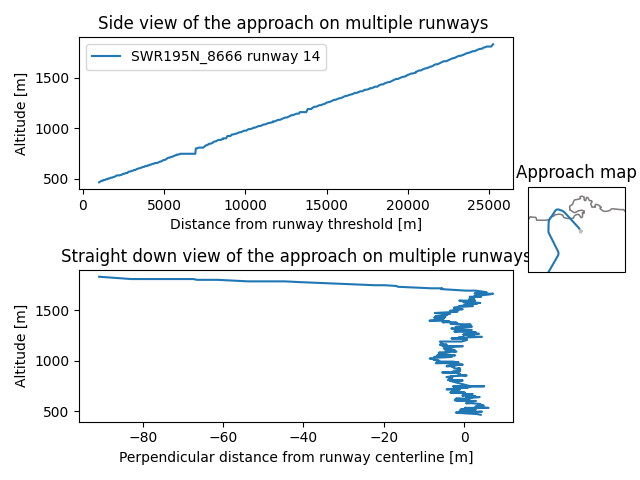 Side view of the approach on multiple runways
SWR195N_8666 runway 14
Altitude [m]
1500
1000
500
0
5000
10000
15000
20000
25000
Distance from runway threshold [m]
Approach map
Straight down view of the approach on multiple runways
Altitude [m]
1500
1000
500
−80
−60
−40
−20
0
Perpendicular distance from runway centerline [m]